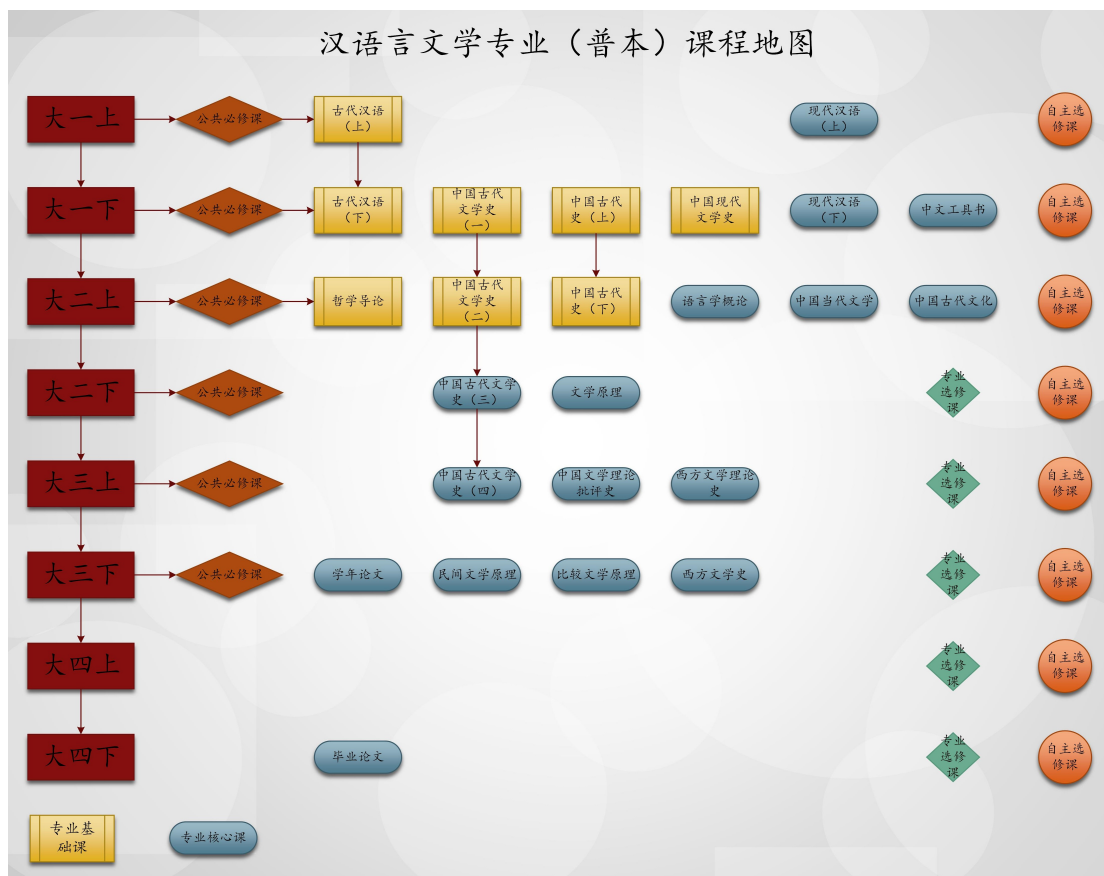 汉语言文学专业（普本）课程地图
大一上
公共必修课
古代汉语
（上）
现代汉语
（上）
自主选
修课
大一下
公共必修课
古代汉语
（下）
中国古代
文学史
（一）
中国古代
史（上）
中国现代
文学史
现代汉语
（下）
中文工具书
自主选
修课
大二上
公共必修课
哲学导论
中国古代
文学史
（二）
中国古代
史（下）
语言学概论
中国当代文学
中国古代文化
自主选
修课
大二下
公共必修课
中国古代文学
史（三）
文学原理
专业
选修
课
自主选
修课
大三上
公共必修课
中国古代文学
史（四）
中国文学理论
批评史
西方文学理论
史
专业
选修
课
自主选
修课
大三下
公共必修课
学年论文
民间文学原理
比较文学原理
西方文学史
专业
选修
课
自主选
修课
大四上
专业
选修
课
自主选
修课
大四下
毕业论文
专业
选修
课
自主选
修课
专业基
础课
专业核心课